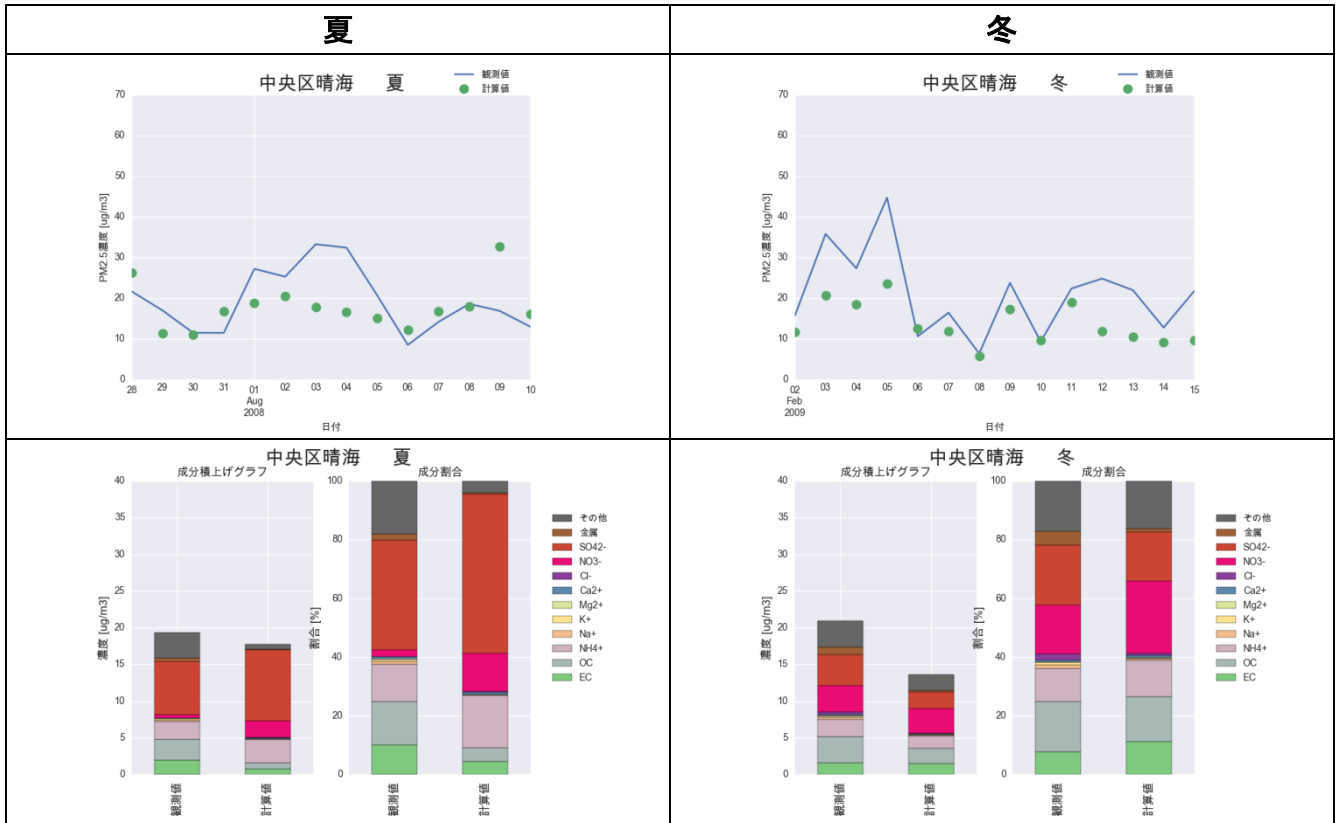 夏
冬
中央区晴海 夏
観測値
計算値
70
60
50
40
30
20
10
0
PM2.5濃度 [ug/m3]
28 29 30 31 01 02 03 04 05 06 07 08 09 10
Aug
2008
日付
中央区晴海 冬
観測値
計算値
70
60
50
40
30
20
10
0
PM2.5濃度 [ug/m3]
02 03 04 05 06 07 08 09 10 11 12 13 14 15
Feb
2009
日付
中央区晴海 夏
成分積上げグラフ
成分割合
40
35
30
25
20
15
10
5
0
濃度 [ug/m3]
観測値
計算値
100
80
60
40
20
0
割合 [%]
観測値
計算値
その他
金属
SO42-
NO3-
Cl-
Ca2+
Mg2+
K+
Na+
NH4+
OC
EC
中央区晴海 冬
成分積上げグラフ
成分割合
40
35
30
25
20
15
10
5
0
濃度 [ug/m3]
観測値
計算値
100
80
60
40
20
0
割合 [%]
観測値
計算値
その他
金属
SO42-
NO3-
Cl-
Ca2+
Mg2+
K+
Na+
NH4+
OC
EC